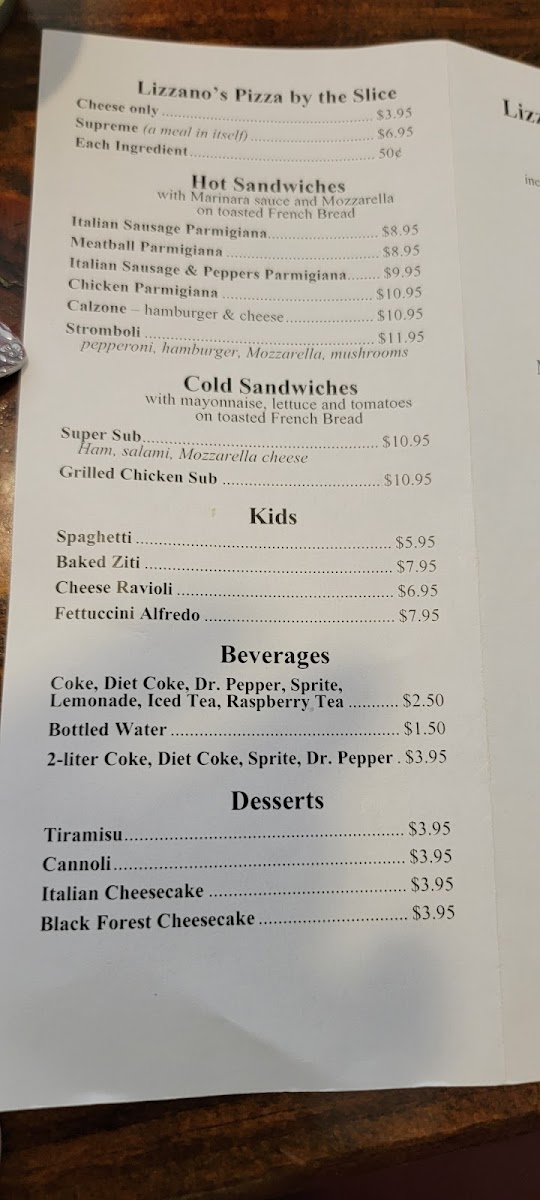 Lizzano's Pizza by the Slice
Cheese only ........ $3.95
Supreme (a meal in itself) ........ $6.95
Each Ingredient ........ 50¢
Hot Sandwiches
with Marinara sauce and Mozzarella
on toasted French Bread
Italian Sausage Parmigiana ........ $8.95
Meatball Parmigiana ........ $8.95
Italian Sausage & Peppers Parmigiana ........ $9.95
Chicken Parmigiana ........ $10.95
Calzone – hamburger & cheese ........ $10.95
Stromboli ........ $11.95
pepperoni, hamburger, Mozzarella, mushrooms
Cold Sandwiches
with mayonnaise, lettuce and tomatoes
on toasted French Bread
Super Sub ........ $10.95
Ham, salami, Mozzarella cheese
Grilled Chicken Sub ........ $10.95
Kids
Spaghetti ........ $5.95
Baked Ziti ........ $7.95
Cheese Ravioli ........ $6.95
Fettuccini Alfredo ........ $7.95
Beverages
Coke, Diet Coke, Dr. Pepper, Sprite,
Lemonade, Iced Tea, Raspberry Tea ........ $2.50
Bottled Water ........ $1.50
2-liter Coke, Diet Coke, Sprite, Dr. Pepper . $3.95
Desserts
Tiramisu ........ $3.95
Cannoli ........ $3.95
Italian Cheesecake ........ $3.95
Black Forest Cheesecake ........ $3.95